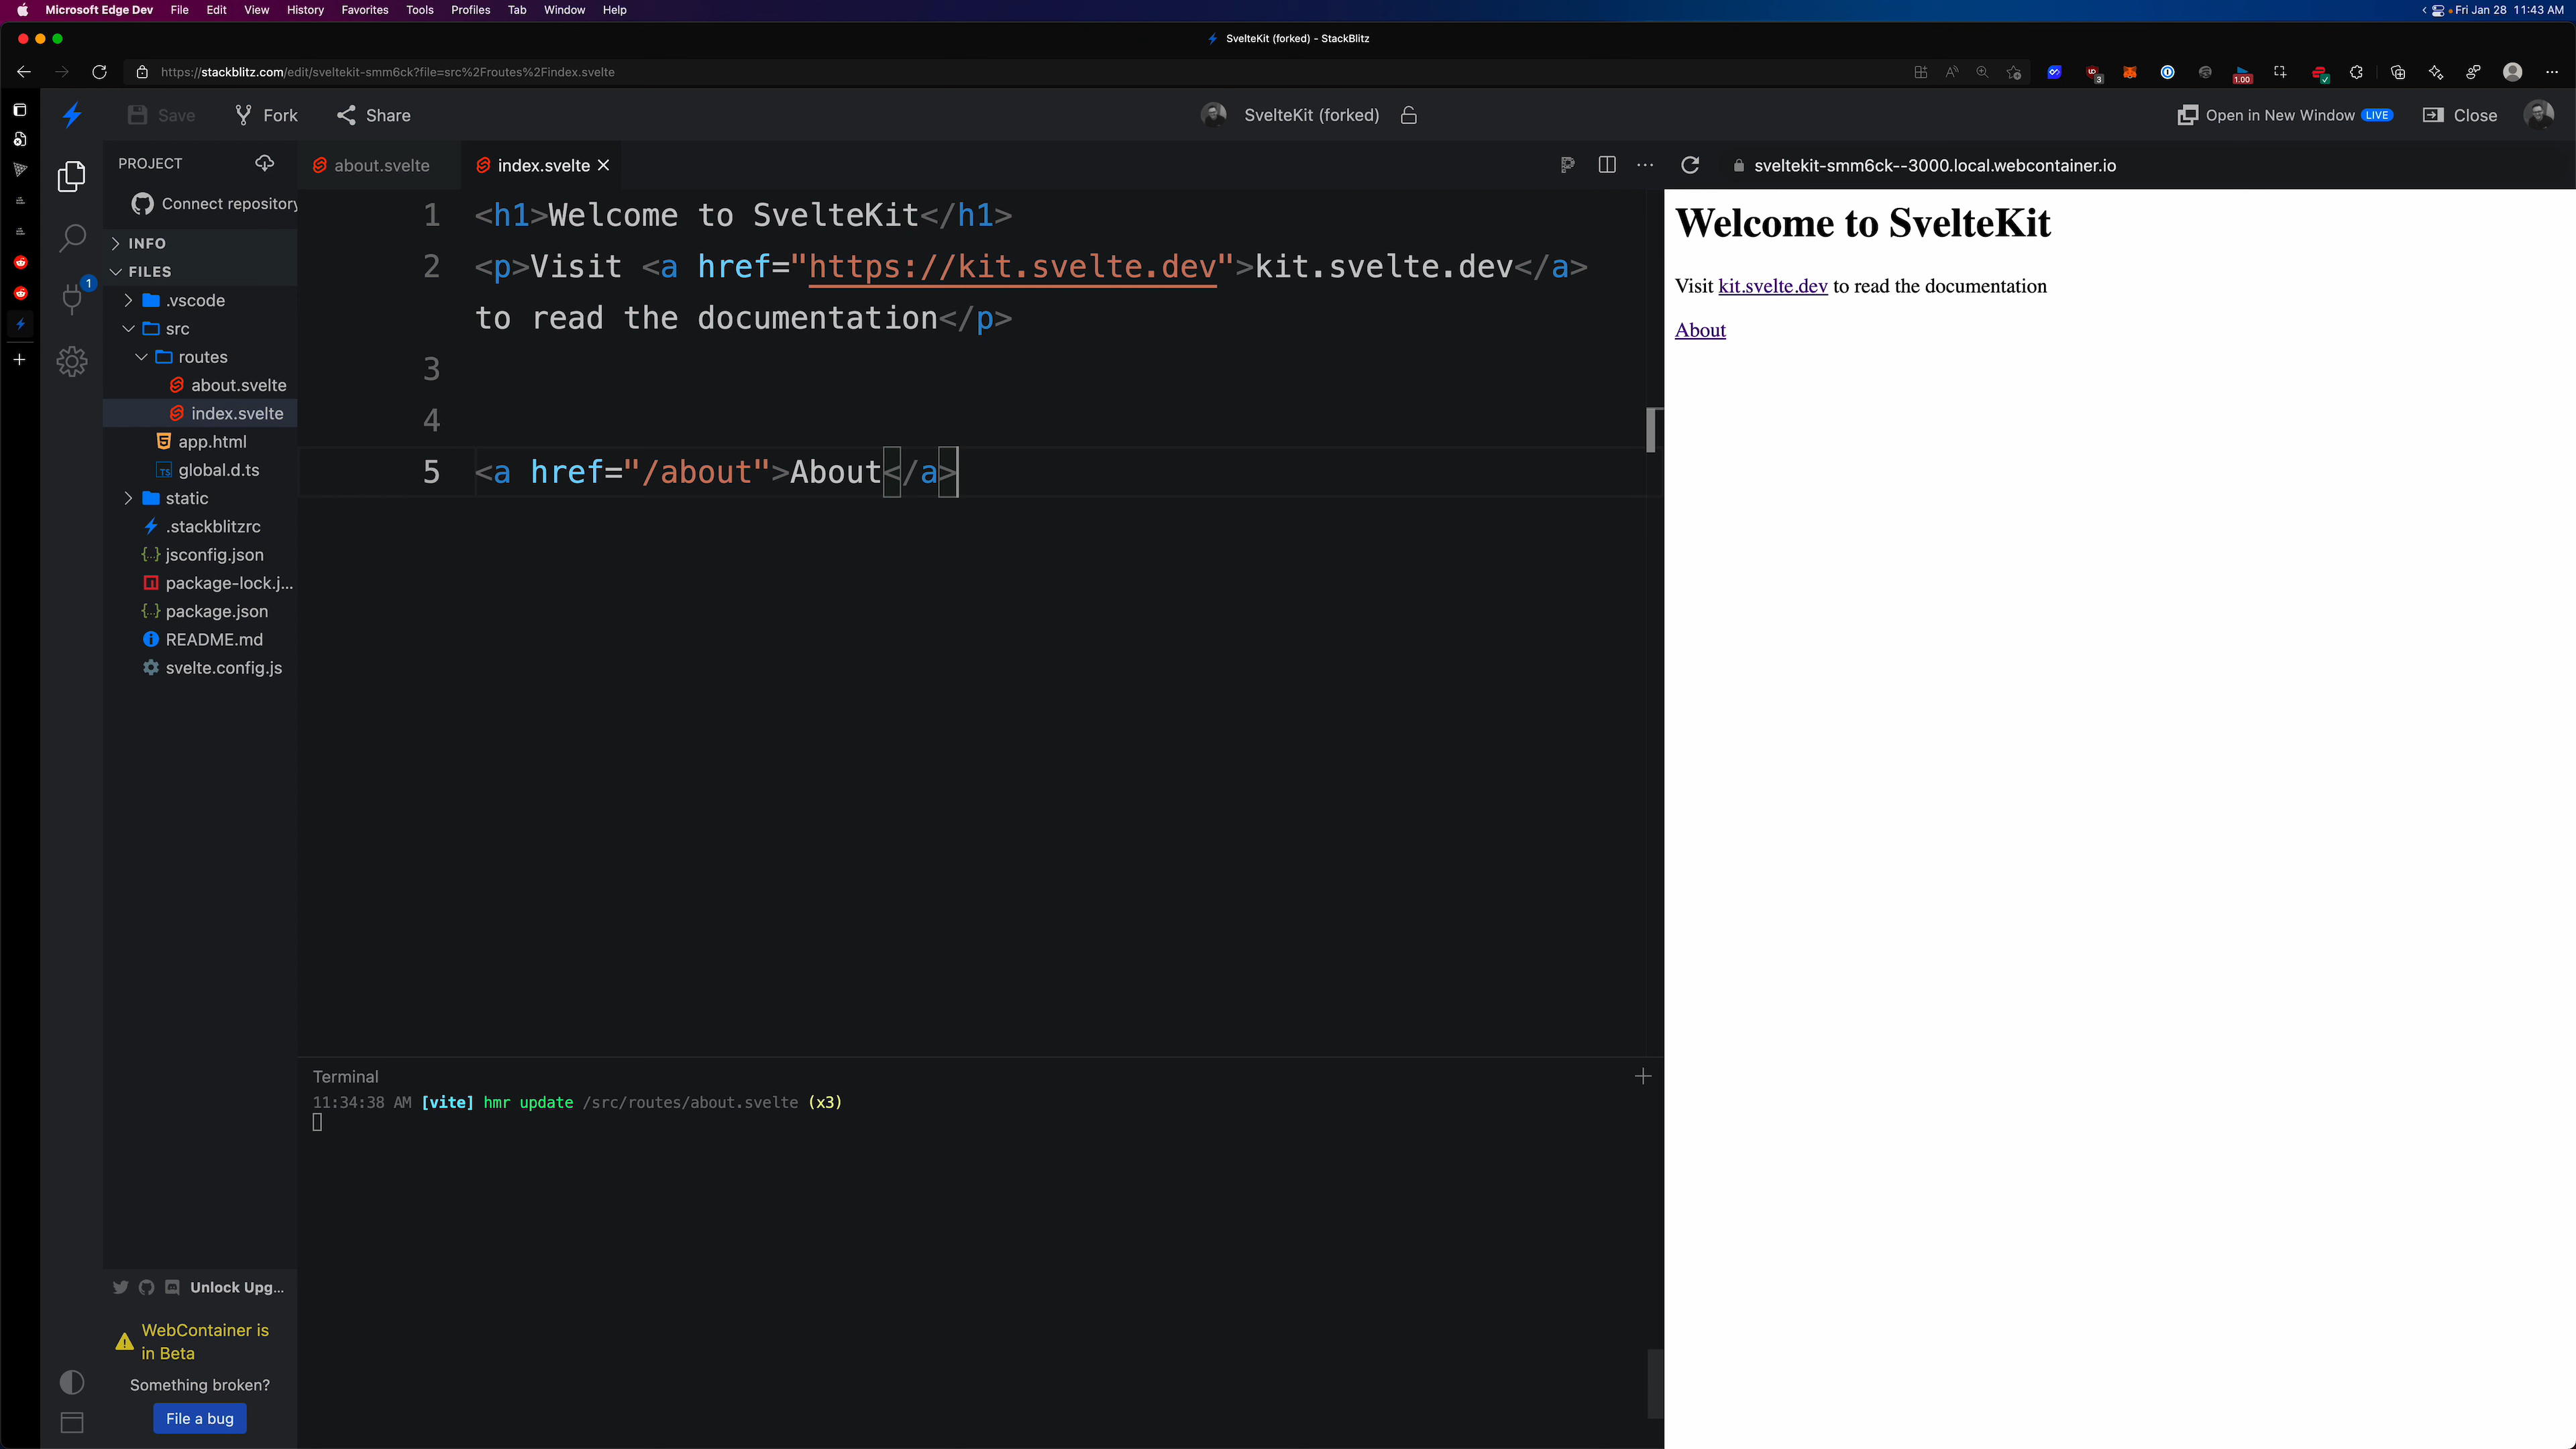 Microsoft Edge Dev File Edit View History Favorites Tools Profiles Tab Window Help
Fri Jan 28 11:43 AM
SvelteKit (forked) - StackBlitz
https://stackblitz.com/edit/sveltekit-smm6ck?file=src%2Froutes%2Findex.svelte
3
1.00
Save Fork Share
SvelteKit (forked)
Open in New Window LIVE Close
PROJECT
Connect repository
1
INFO
FILES
.vscode
src
routes
about.svelte
index.svelte
app.html
TS global.d.ts
static
.stackblitzrc
{..} jsconfig.json
package-lock.j...
{..} package.json
README.md
svelte.config.js
Unlock Upg...
WebContainer is
in Beta
Something broken?
File a bug
about.svelte index.svelte
1 <h1>Welcome to SvelteKit</h1>
2 <p>Visit <a href="https://kit.svelte.dev">kit.svelte.dev</a>
to read the documentation</p>
3
4
5 <a href="/about">About</a>
Terminal
11:34:38 AM [vite] hmr update /src/routes/about.svelte (x3)
sveltekit-smm6ck--3000.local.webcontainer.io
Welcome to SvelteKit
Visit kit.svelte.dev to read the documentation
About